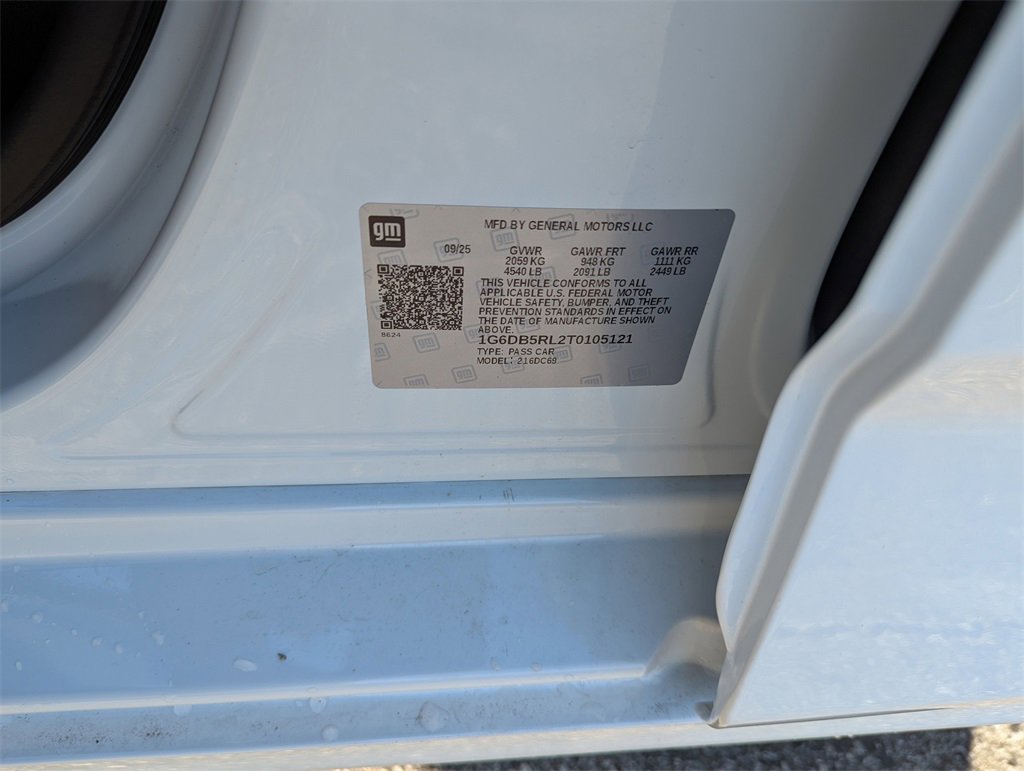 gm
MFD BY GENERAL MOTORS LLC
09/25 GVWR GAWR FRT GAWR RR
2059 KG 948 KG 1111 KG
4540 LB 2091 LB 2449 LB
THIS VEHICLE CONFORMS TO ALL
APPLICABLE U.S. FEDERAL MOTOR
VEHICLE SAFETY, BUMPER, AND THEFT
PREVENTION STANDARDS IN EFFECT ON
THE DATE OF MANUFACTURE SHOWN
ABOVE.
8624
1G6DB5RL2T0105121
TYPE: PASS CAR
MODEL: 216DC69